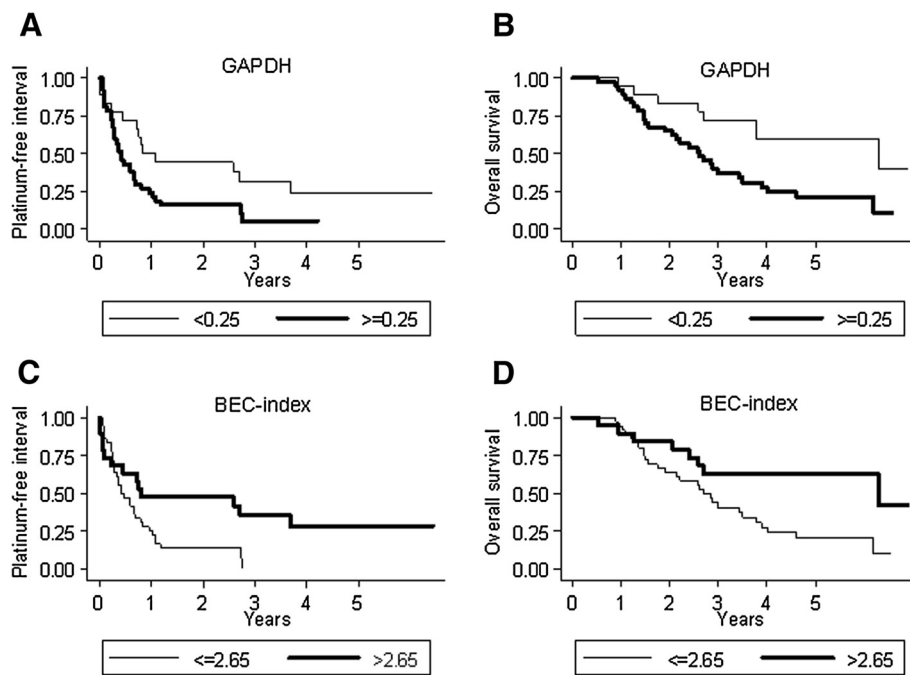 A
GAPDH
Platinum-free interval
1.00
0.75
0.50
0.25
0.00
0 1 2 3 4 5
Years
<0.25 >=0.25
B
GAPDH
Overall survival
1.00
0.75
0.50
0.25
0.00
0 1 2 3 4 5
Years
<0.25 >=0.25
C
BEC-index
Platinum-free interval
1.00
0.75
0.50
0.25
0.00
0 1 2 3 4 5
Years
<=2.65 >2.65
D
BEC-index
Overall survival
1.00
0.75
0.50
0.25
0.00
0 1 2 3 4 5
Years
<=2.65 >2.65